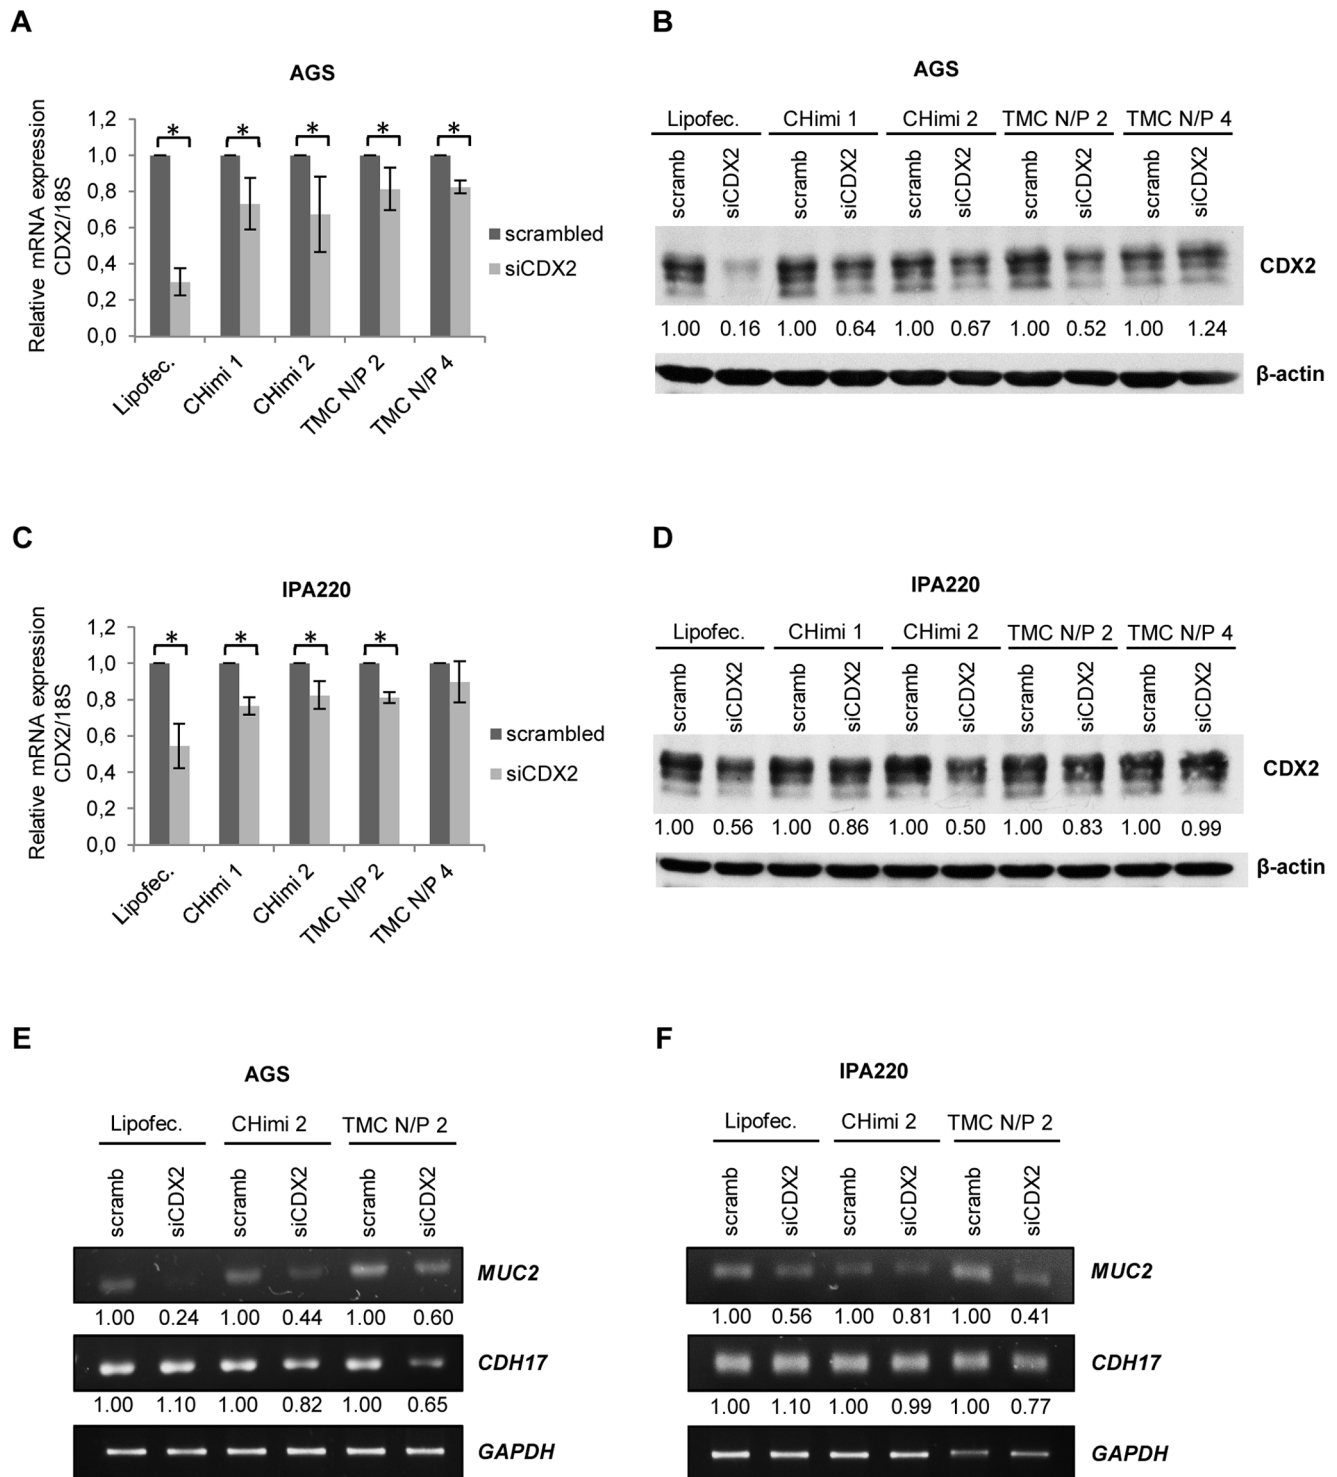 A
AGS
Relative mRNA expression
CDX2/18S
1,2
1,0
0,8
0,6
0,4
0,2
0,0
* * * * *
Lipofec. CHimi 1 CHimi 2 TMC N/P 2 TMC N/P 4
scrambled
siCDX2
B
AGS
Lipofec. CHimi 1 CHimi 2 TMC N/P 2 TMC N/P 4
scramb siCDX2 scramb siCDX2 scramb siCDX2 scramb siCDX2 scramb siCDX2
CDX2
1.00 0.16 1.00 0.64 1.00 0.67 1.00 0.52 1.00 1.24
β-actin
C
IPA220
Relative mRNA expression
CDX2/18S
1,2
1,0
0,8
0,6
0,4
0,2
0,0
* * * *
Lipofec. CHimi 1 CHimi 2 TMC N/P 2 TMC N/P 4
scrambled
siCDX2
D
IPA220
Lipofec. CHimi 1 CHimi 2 TMC N/P 2 TMC N/P 4
scramb siCDX2 scramb siCDX2 scramb siCDX2 scramb siCDX2 scramb siCDX2
CDX2
1.00 0.56 1.00 0.86 1.00 0.50 1.00 0.83 1.00 0.99
β-actin
E
AGS
Lipofec. CHimi 2 TMC N/P 2
scramb siCDX2 scramb siCDX2 scramb siCDX2
MUC2
1.00 0.24 1.00 0.44 1.00 0.60
CDH17
1.00 1.10 1.00 0.82 1.00 0.65
GAPDH
F
IPA220
Lipofec. CHimi 2 TMC N/P 2
scramb siCDX2 scramb siCDX2 scramb siCDX2
MUC2
1.00 0.56 1.00 0.81 1.00 0.41
CDH17
1.00 1.10 1.00 0.99 1.00 0.77
GAPDH